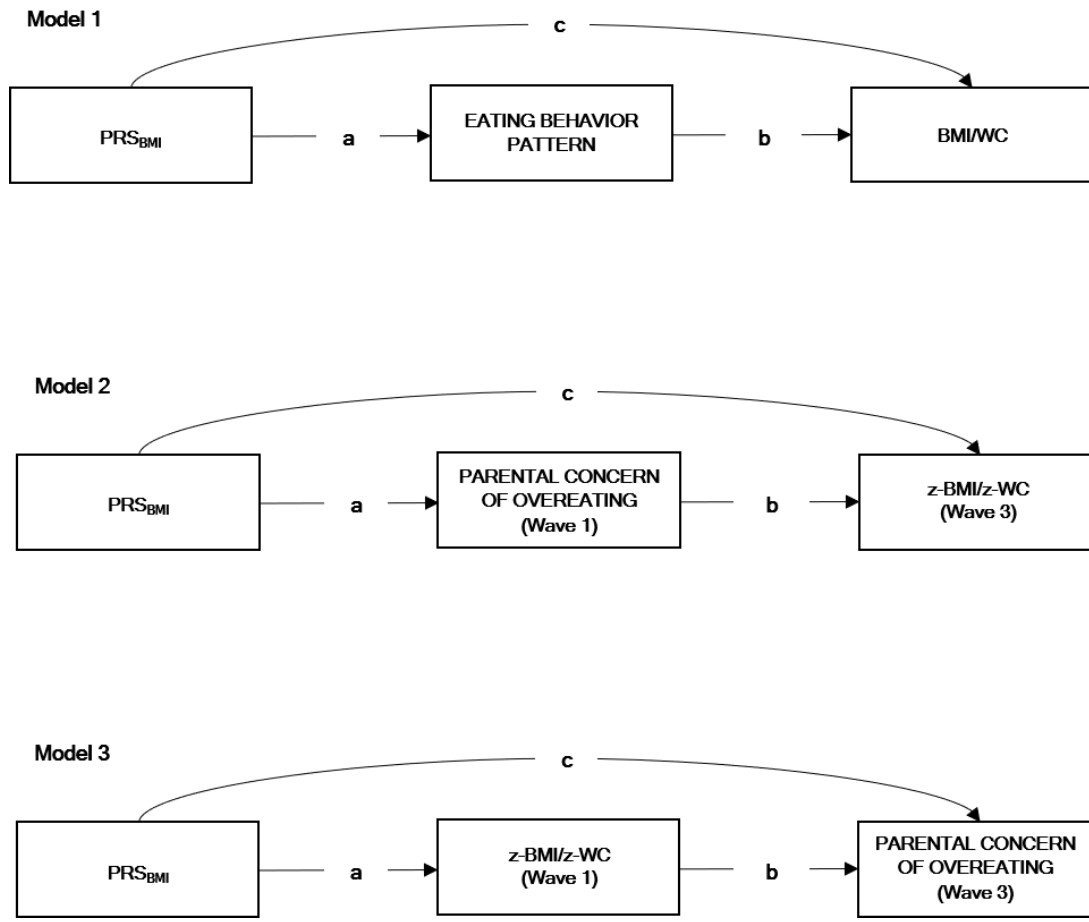 Model 1
c
PRSBMI
a
EATING BEHAVIOR
PATTERN
b
BMI/WC
Model 2
c
PRSBMI
a
PARENTAL CONCERN
OF OVEREATING
(Wave 1)
b
z-BMI/z-WC
(Wave 3)
Model 3
c
PRSBMI
a
z-BMI/z-WC
(Wave 1)
b
PARENTAL CONCERN
OF OVEREATING
(Wave 3)